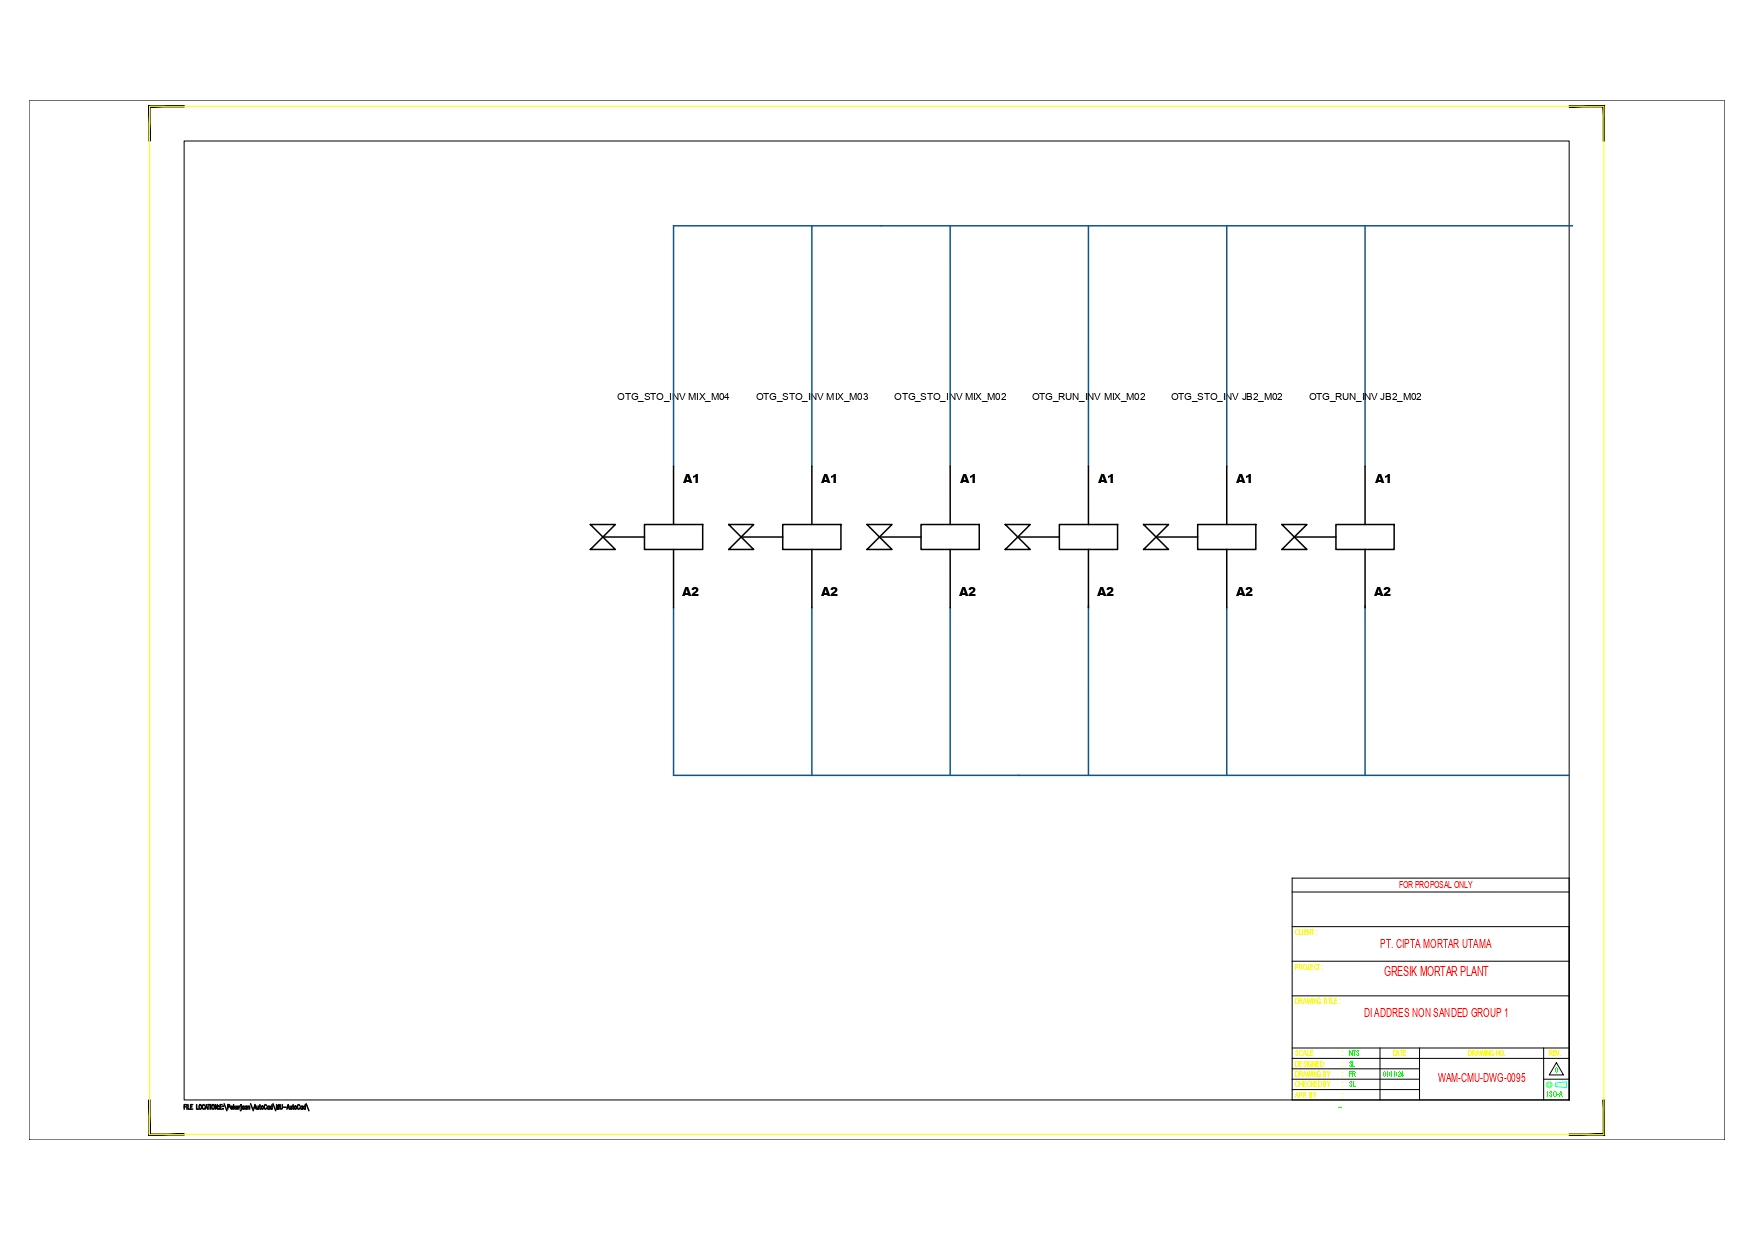 OTG_STO_INV MIX_M04 OTG_STO_INV MIX_M03 OTG_STO_INV MIX_M02 OTG_RUN_INV MIX_M02 OTG_STO_INV JB2_M02 OTG_RUN_INV JB2_M02
A1 A1 A1 A1 A1 A1
A2 A2 A2 A2 A2 A2
FOR PROPOSAL ONLY
CLIENT :
PT. CIPTA MORTAR UTAMA
PROJECT :
GRESIK MORTAR PLANT
DRAWING TITLE :
DI ADDRES NON SANDED GROUP 1
SCALE : NTS DATE DRAWING NO. REV.
DESIGNED : SL
DRAWING BY : FR
CHECKED BY : SL
APP. BY :
WAM-CMU-DWG-0095
0
ISO-A
FILE LOCATION:E:\Pekerjaan\AutoCad\